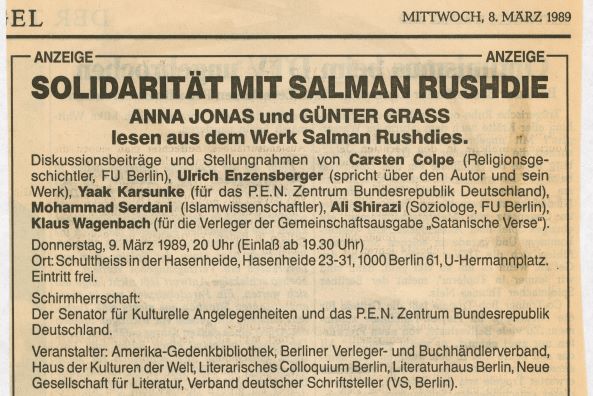 GEL
MITTWOCH, 8. MÄRZ 1989
ANZEIGE ANZEIGE
SOLIDARITÄT MIT SALMAN RUSHDIE
ANNA JONAS und GÜNTER GRASS
lesen aus dem Werk Salman Rushdies.
Diskussionsbeiträge und Stellungnahmen von Carsten Colpe (Religionsge-
schichtler, FU Berlin), Ulrich Enzensberger (spricht über den Autor und sein
Werk), Yaak Karsunke (für das P.E.N. Zentrum Bundesrepublik Deutschland),
Mohammad Serdani (Islamwissenschaftler), Ali Shirazi (Soziologe, FU Berlin),
Klaus Wagenbach (für die Verleger der Gemeinschaftsausgabe „Satanische Verse“).
Donnerstag, 9. März 1989, 20 Uhr (Einlaß ab 19.30 Uhr)
Ort: Schultheiss in der Hasenheide, Hasenheide 23-31, 1000 Berlin 61, U-Hermannplatz.
Eintritt frei.
Schirmherrschaft:
Der Senator für Kulturelle Angelegenheiten und das P.E.N. Zentrum Bundesrepublik
Deutschland.
Veranstalter: Amerika-Gedenkbibliothek, Berliner Verleger- und Buchhändlerverband,
Haus der Kulturen der Welt, Literarisches Colloquium Berlin, Literaturhaus Berlin, Neue
Gesellschaft für Literatur, Verband deutscher Schriftsteller (VS, Berlin).